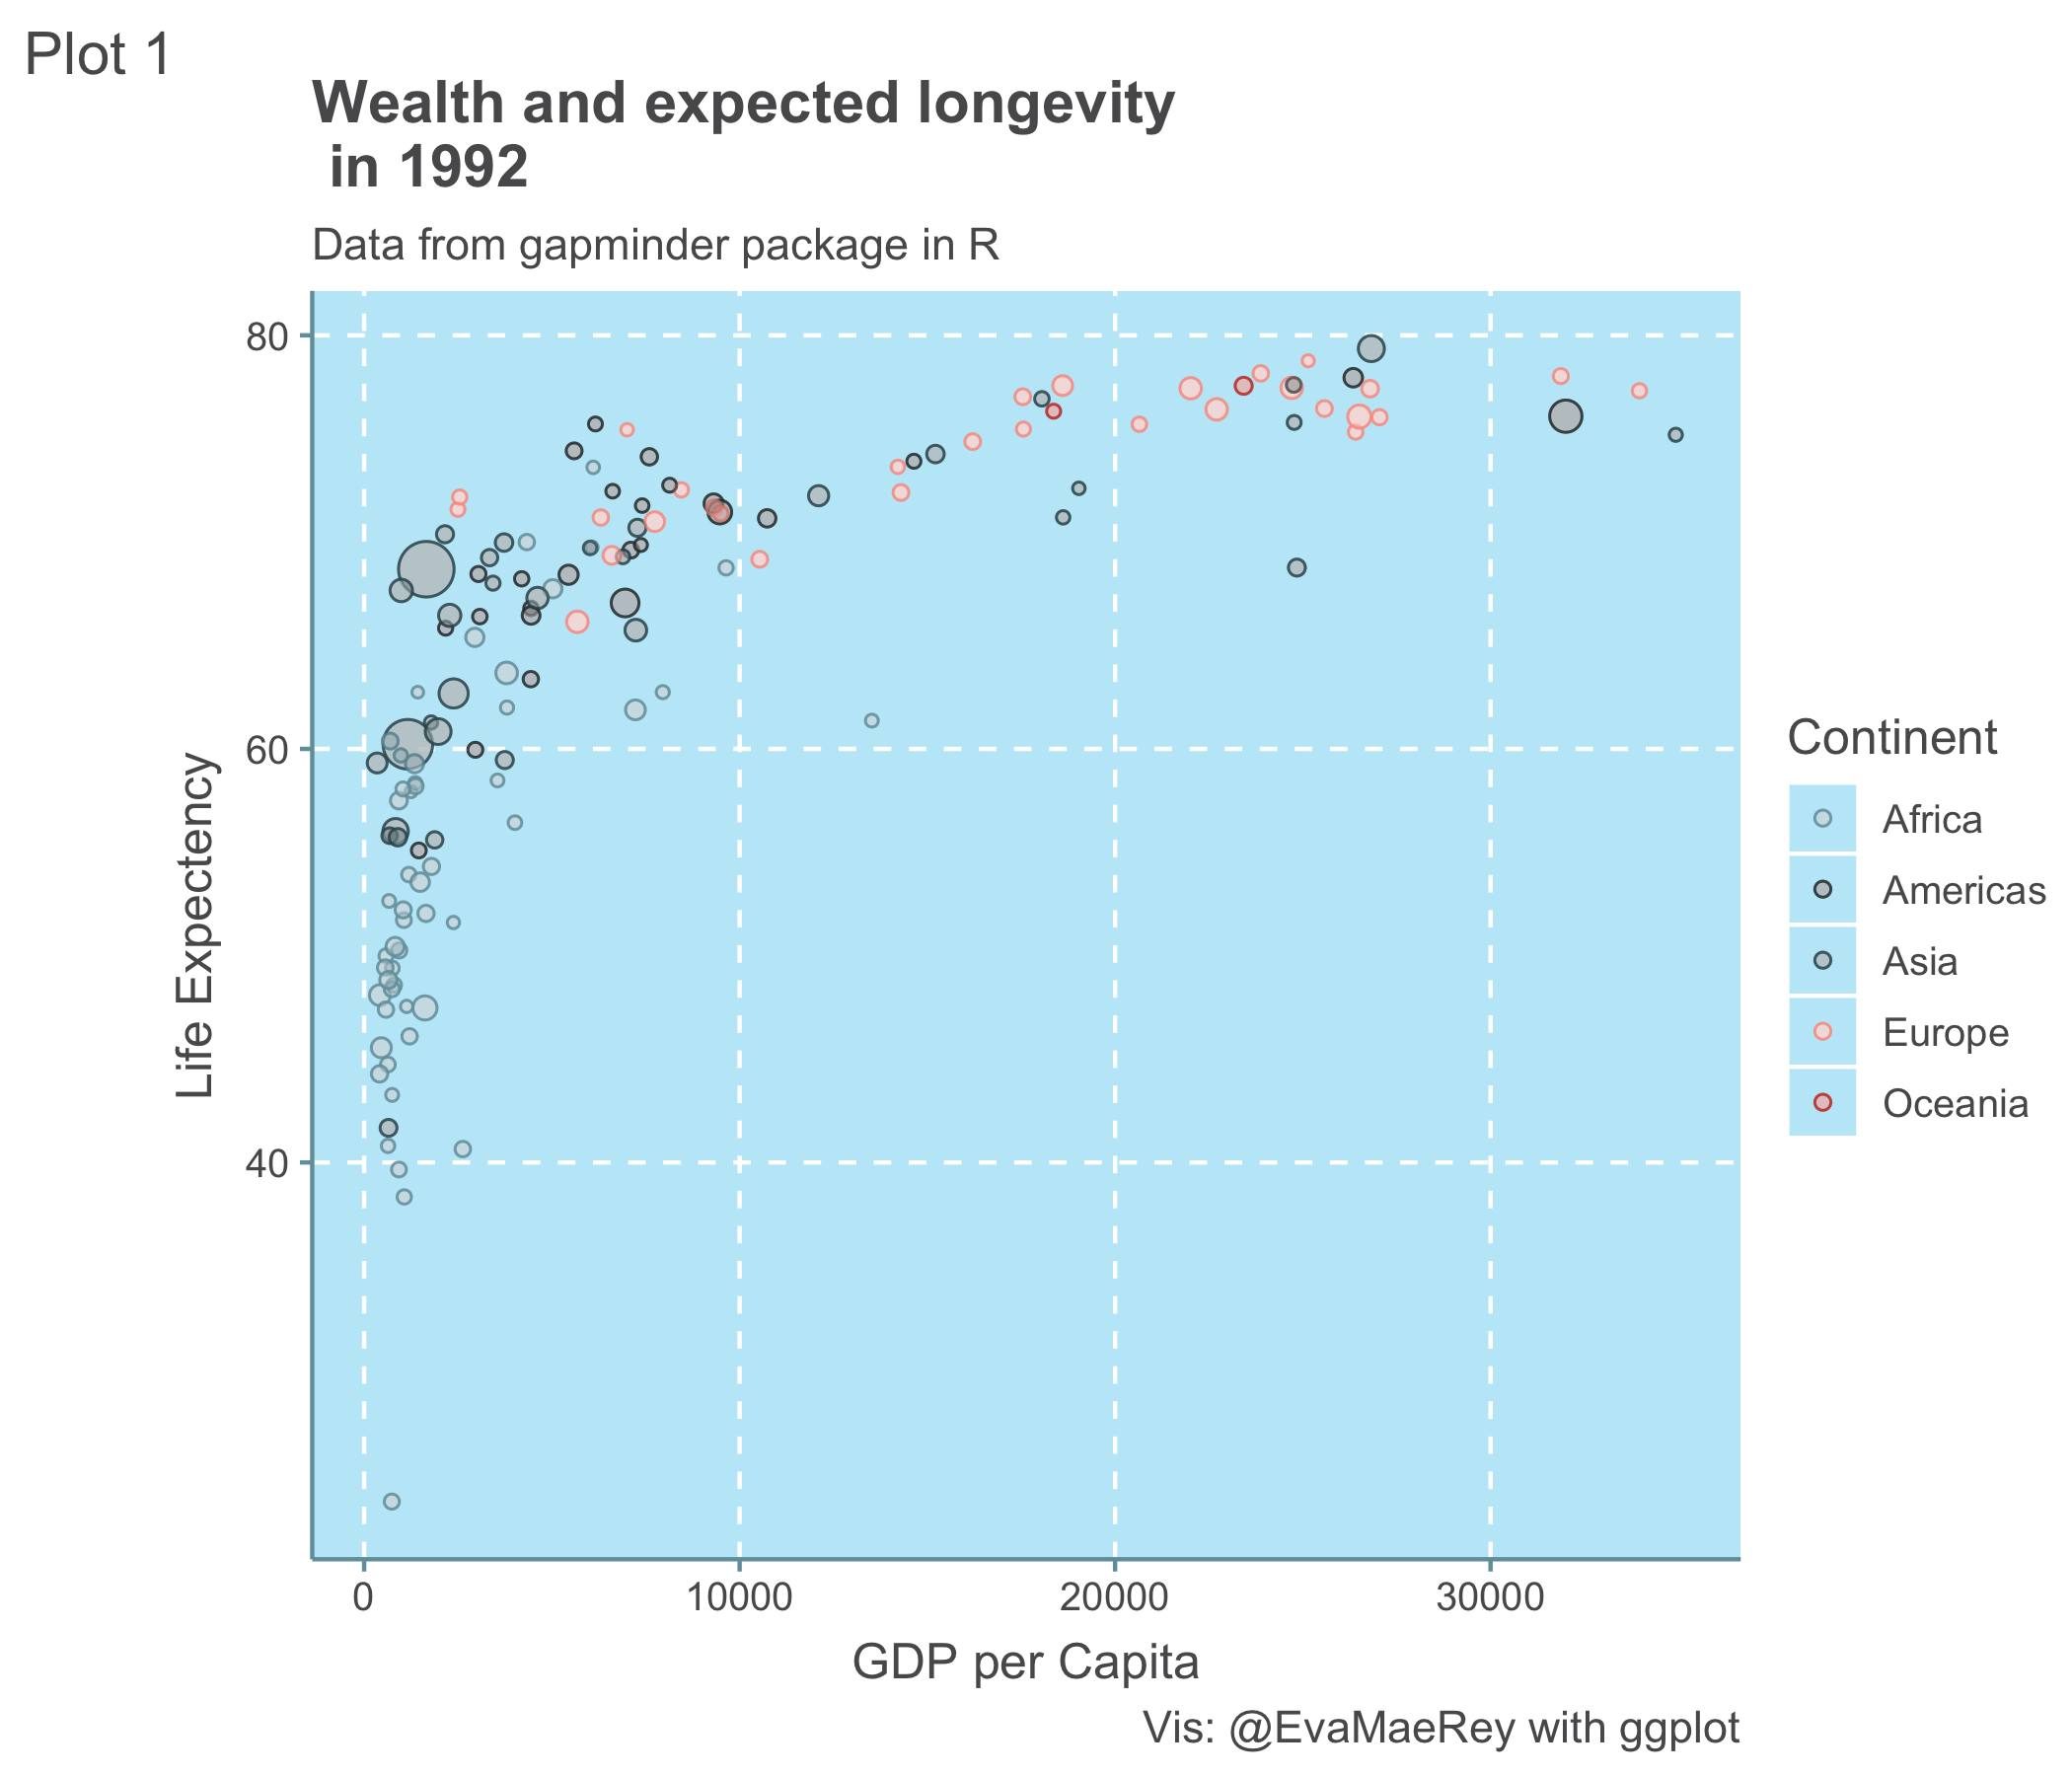 Plot 1
Wealth and expected longevity
in 1992
Data from gapminder package in R
80
60
40
Life Expectency
0
10000
20000
30000
GDP per Capita
Continent
Africa
Americas
Asia
Europe
Oceania
Vis: @EvaMaeRey with ggplot